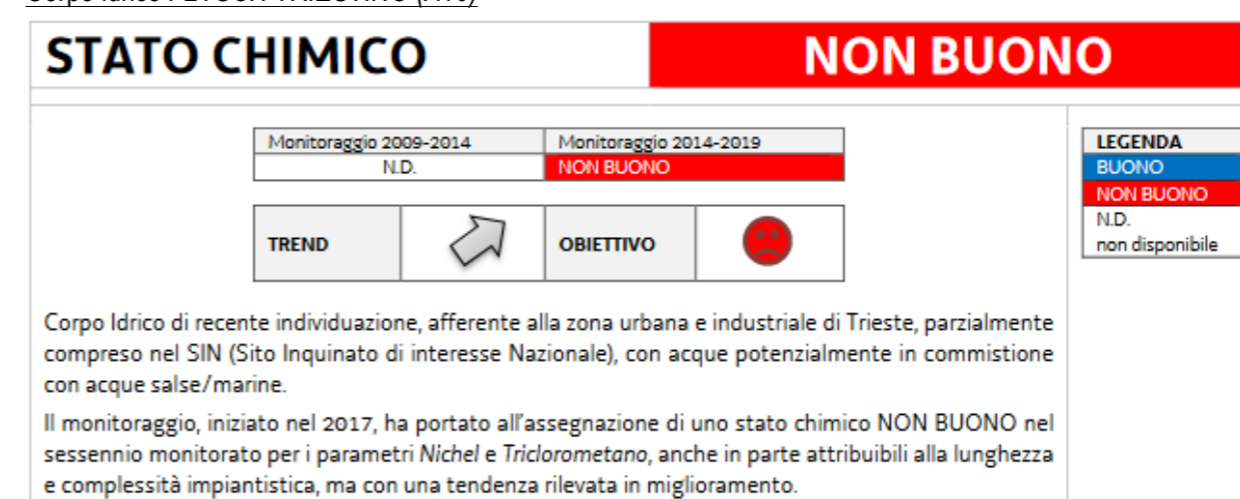 STATO CHIMICO NON BUONO
Monitoraggio 2009-2014 Monitoraggio 2014-2019
N.D. NON BUONO
LEGENDA
BUONO
NON BUONO
N.D.
non disponibile
TREND OBIETTIVO
Corpo Idrico di recente individuazione, afferente alla zona urbana e industriale di Trieste, parzialmente
compreso nel SIN (Sito Inquinato di interesse Nazionale), con acque potenzialmente in commistione
con acque salse/marine.
Il monitoraggio, iniziato nel 2017, ha portato all'assegnazione di uno stato chimico NON BUONO nel
sessennio monitorato per i parametri Nichel e Triclorometano, anche in parte attribuibili alla lunghezza
e complessità impiantistica, ma con una tendenza rilevata in miglioramento.